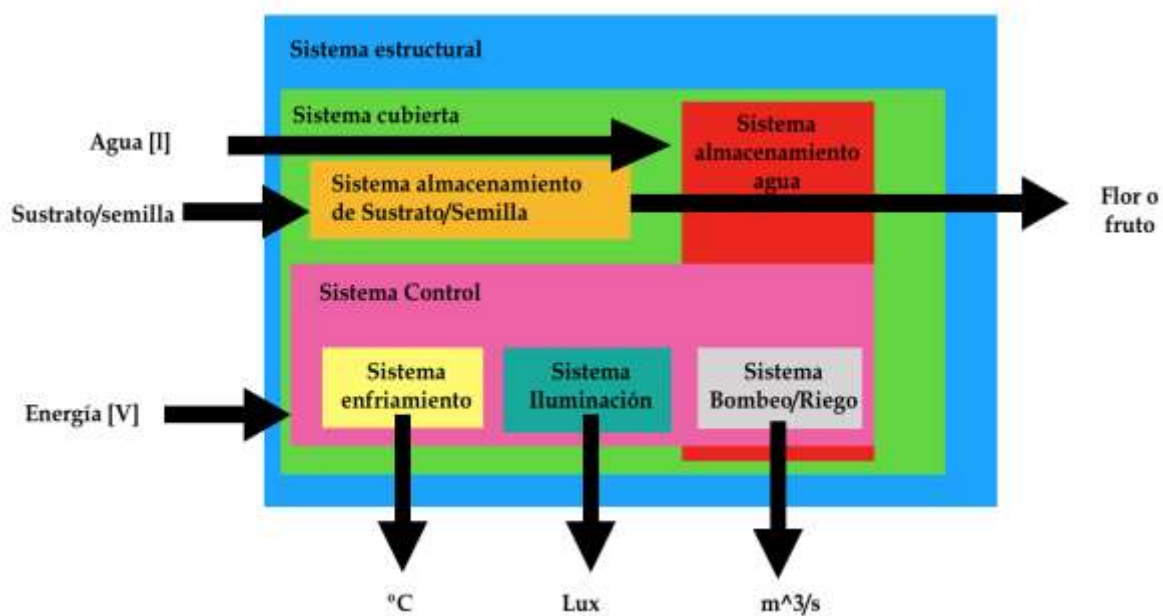 Sistema estructural
Sistema cubierta
Agua [l]
Sistema
almacenamiento
agua
Sistema almacenamiento
de Sustrato/Semilla
Sustrato/semilla
Flor o
fruto
Sistema Control
Sistema
enfriamiento
Sistema
Iluminación
Sistema
Bombeo/Riego
Energía [V]
ºC
Lux
m^3/s